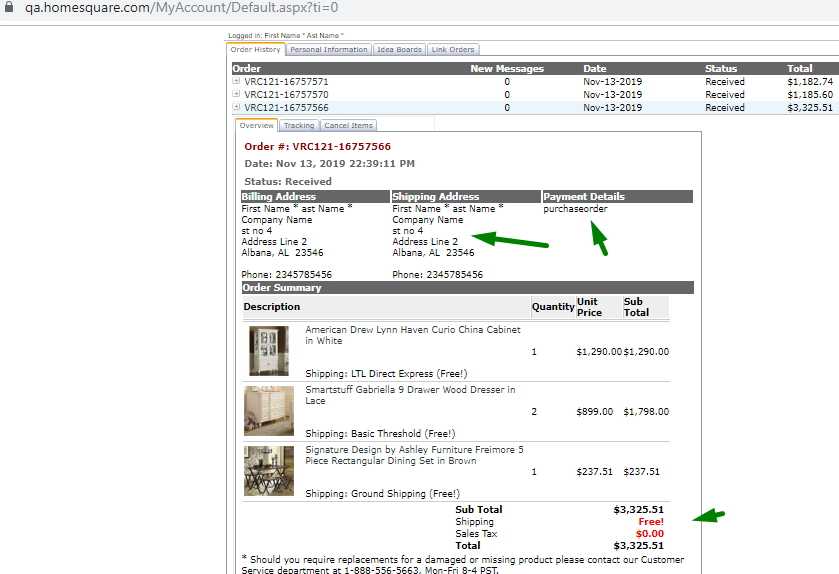 qa.homesquare.com/MyAccount/Default.aspx?ti=0
Logged in: First Name * Ast Name *
Order History Personal Information Idea Boards Link Orders
Order New Messages Date Status Total
VRC121-16757571 0 Nov-13-2019 Received $1,182.74
VRC121-16757570 0 Nov-13-2019 Received $1,185.60
VRC121-16757566 0 Nov-13-2019 Received $3,325.51
Overview Tracking Cancel Items
Order #: VRC121-16757566
Date: Nov 13, 2019 22:39:11 PM
Status: Received
Billing Address Shipping Address Payment Details
First Name * ast Name * First Name * ast Name * purchaseorder
Company Name Company Name
st no 4 st no 4
Address Line 2 Address Line 2
Albana, AL 23546 Albana, AL 23546
Phone: 2345785456 Phone: 2345785456
Order Summary
Description Quantity Unit Price Sub Total
American Drew Lynn Haven Curio China Cabinet
in White
1 $1,290.00 $1,290.00
Shipping: LTL Direct Express (Free!)
Smartstuff Gabriella 9 Drawer Wood Dresser in
Lace
2 $899.00 $1,798.00
Shipping: Basic Threshold (Free!)
Signature Design by Ashley Furniture Freimore 5
Piece Rectangular Dining Set in Brown
1 $237.51 $237.51
Shipping: Ground Shipping (Free!)
Sub Total $3,325.51
Shipping Free!
Sales Tax $0.00
Total $3,325.51
* Should you require replacements for a damaged or missing product please contact our Customer
Service department at 1-888-556-5663, Mon-Fri 8-4 PST.